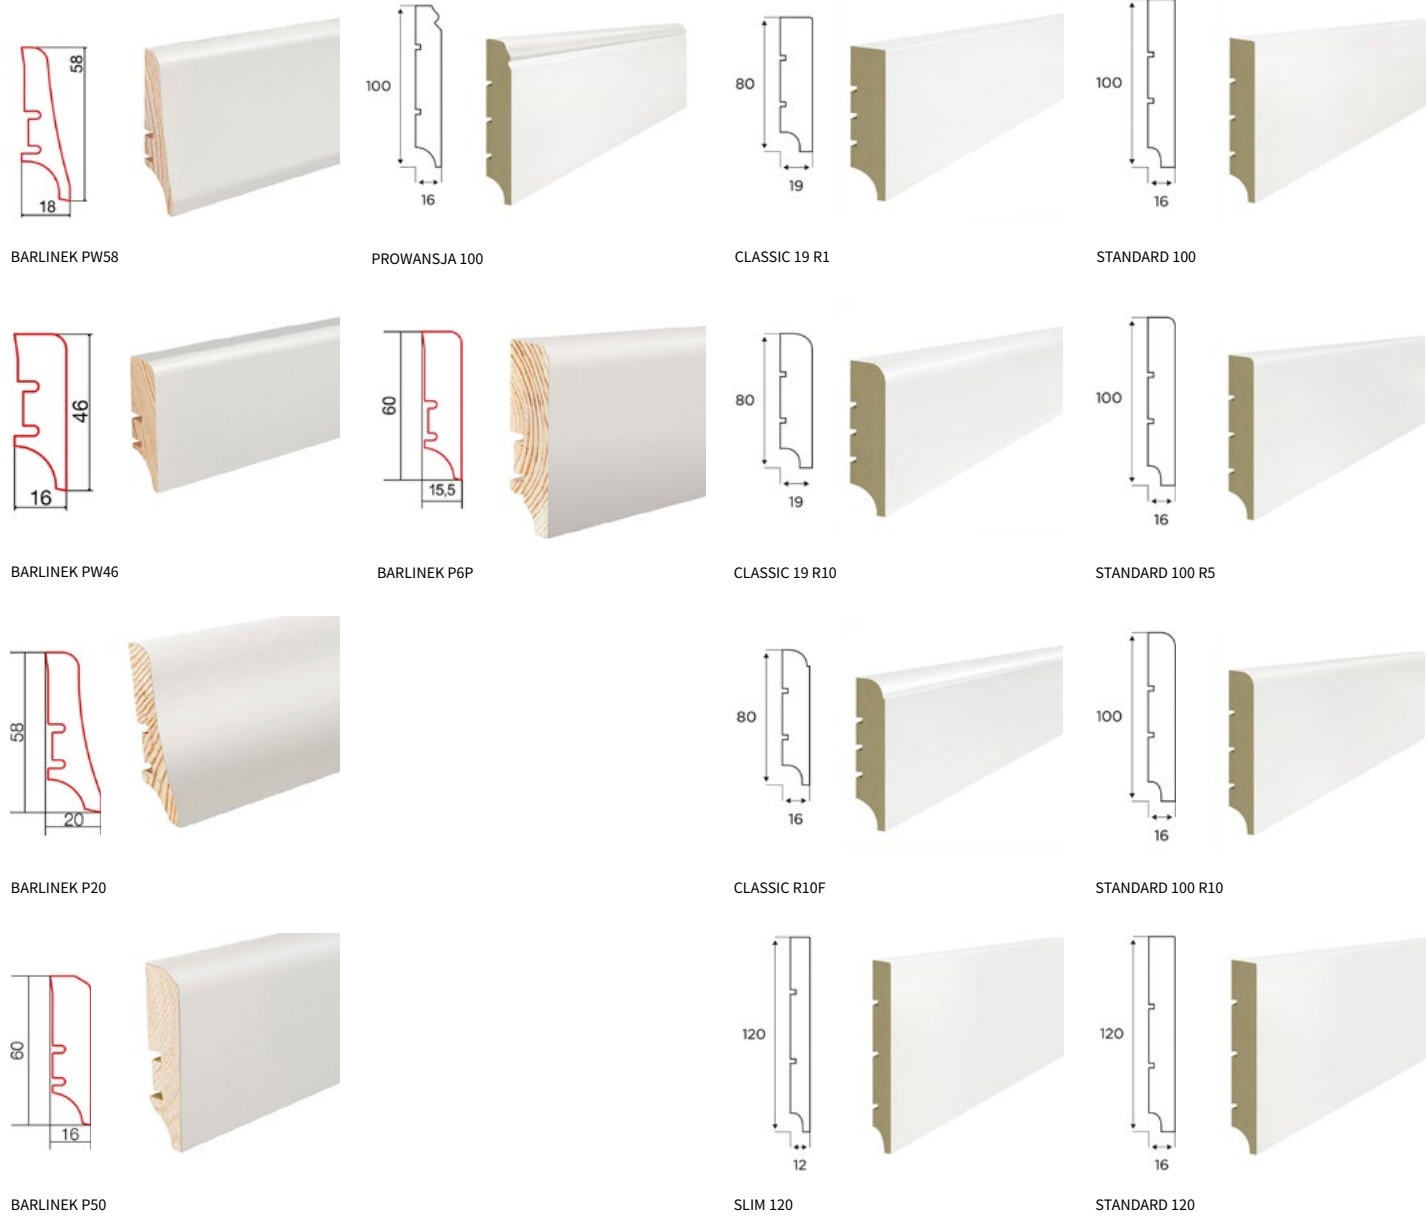 58
18
BARLINEK PW58
100
16
PROWANSJA 100
80
19
CLASSIC 19 R1
100
16
STANDARD 100
46
16
BARLINEK PW46
60
15,5
BARLINEK P6P
80
19
CLASSIC 19 R10
100
16
STANDARD 100 R5
58
20
BARLINEK P20
80
16
CLASSIC R10F
100
16
STANDARD 100 R10
60
16
BARLINEK P50
120
12
SLIM 120
120
16
STANDARD 120